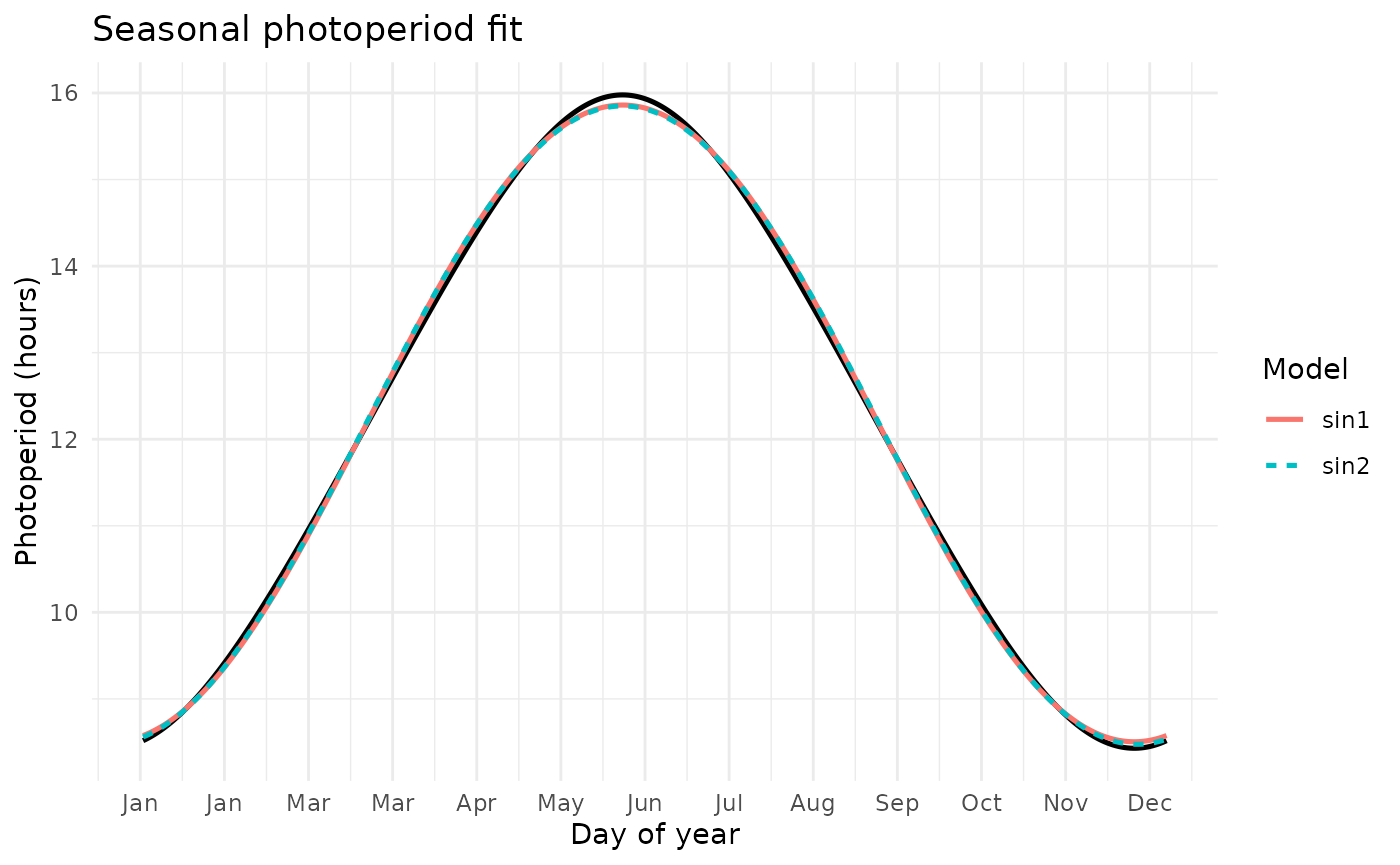 Seasonal photoperiod fit
Photoperiod (hours)
16
14
12
10
Jan Jan Mar Mar Apr May Jun Jul Aug Sep Oct Nov Dec
Day of year
Model
sin1
sin2